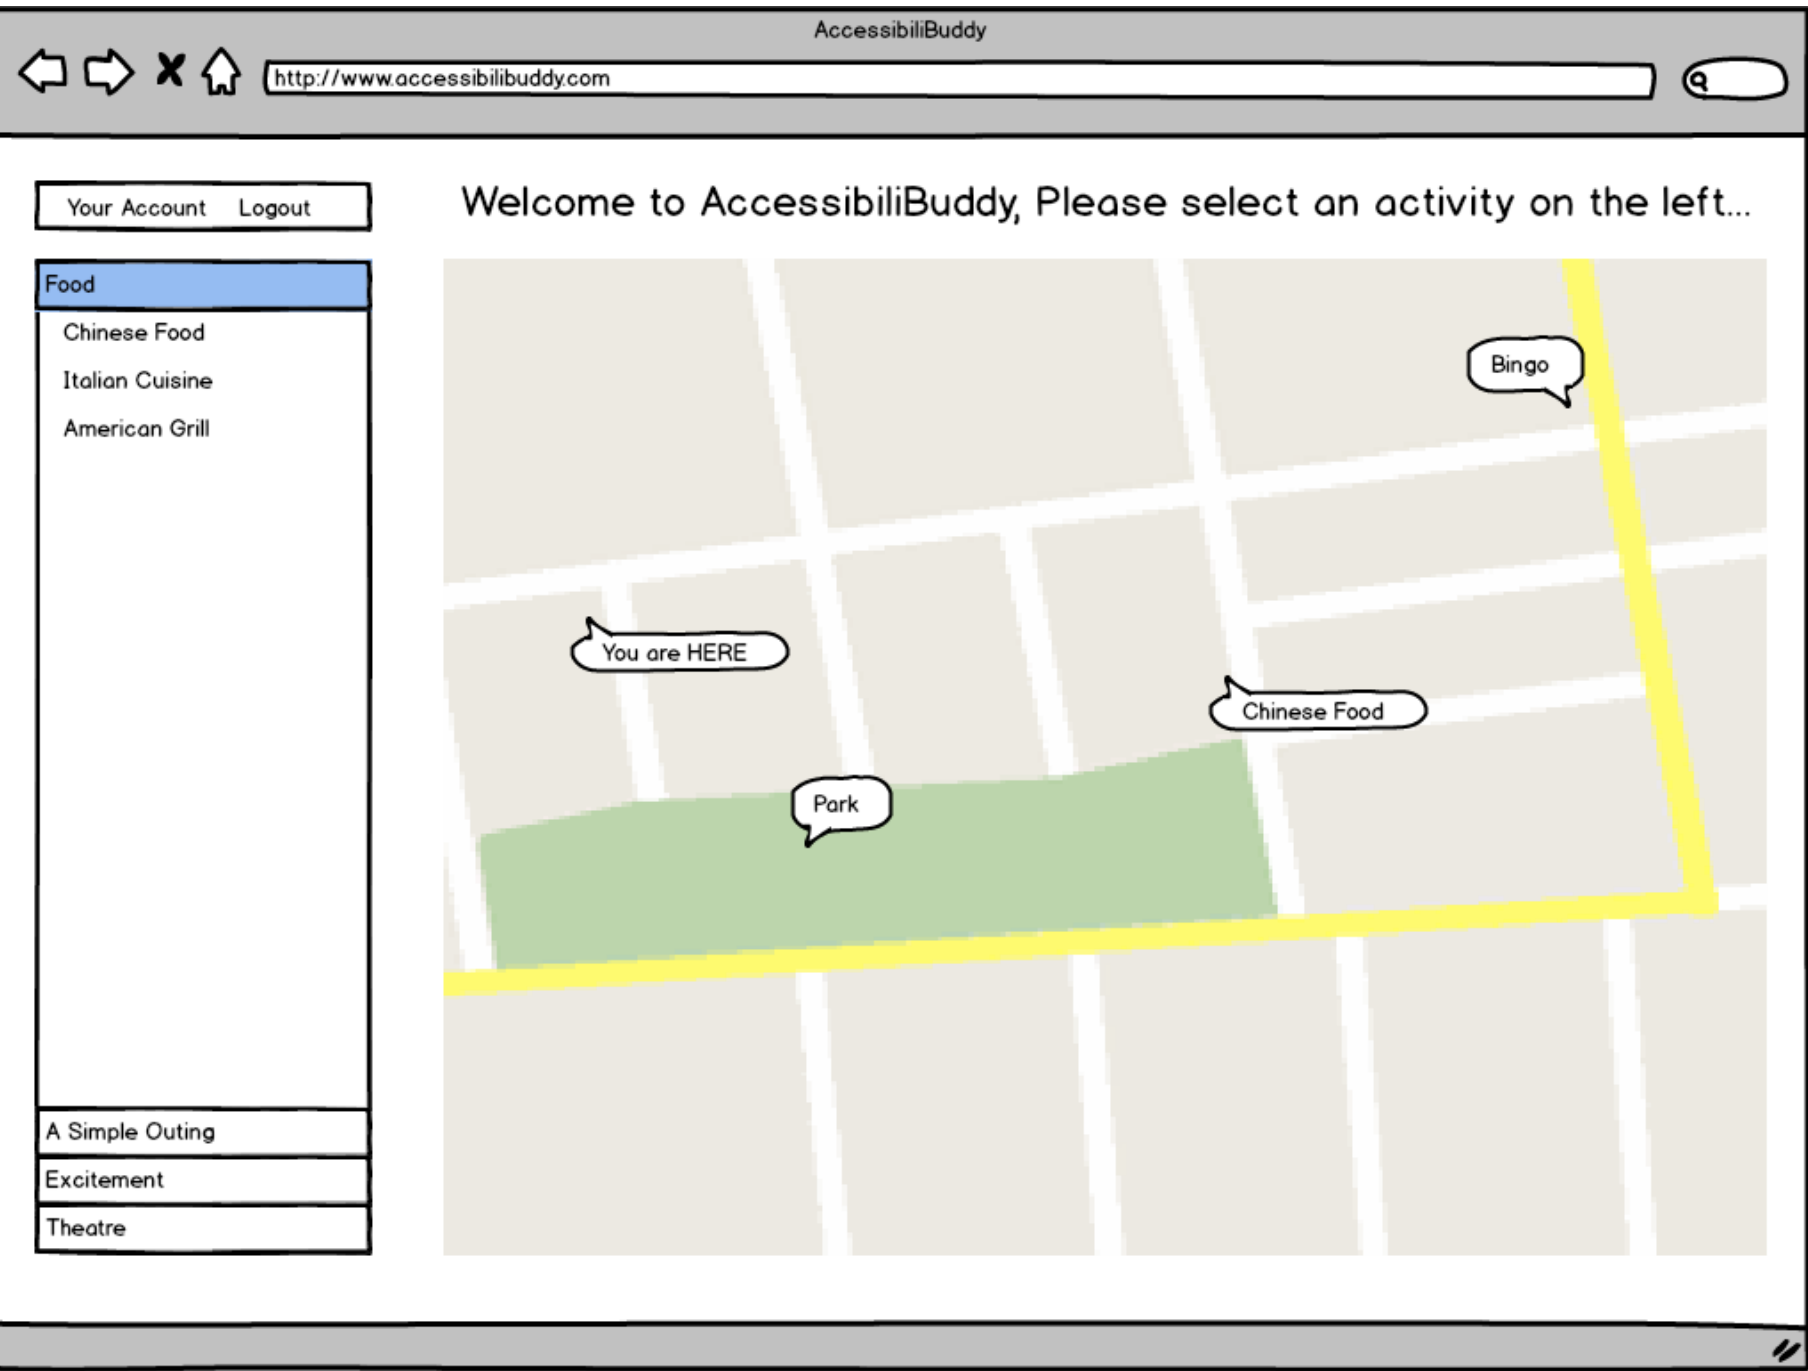 AccessibiliBuddy
http://www.accessibilibuddy.com
Your Account Logout
Welcome to AccessibiliBuddy, Please select an activity on the left...
Food
Chinese Food
Italian Cuisine
American Grill
A Simple Outing
Excitement
Theatre
Bingo
You are HERE
Chinese Food
Park